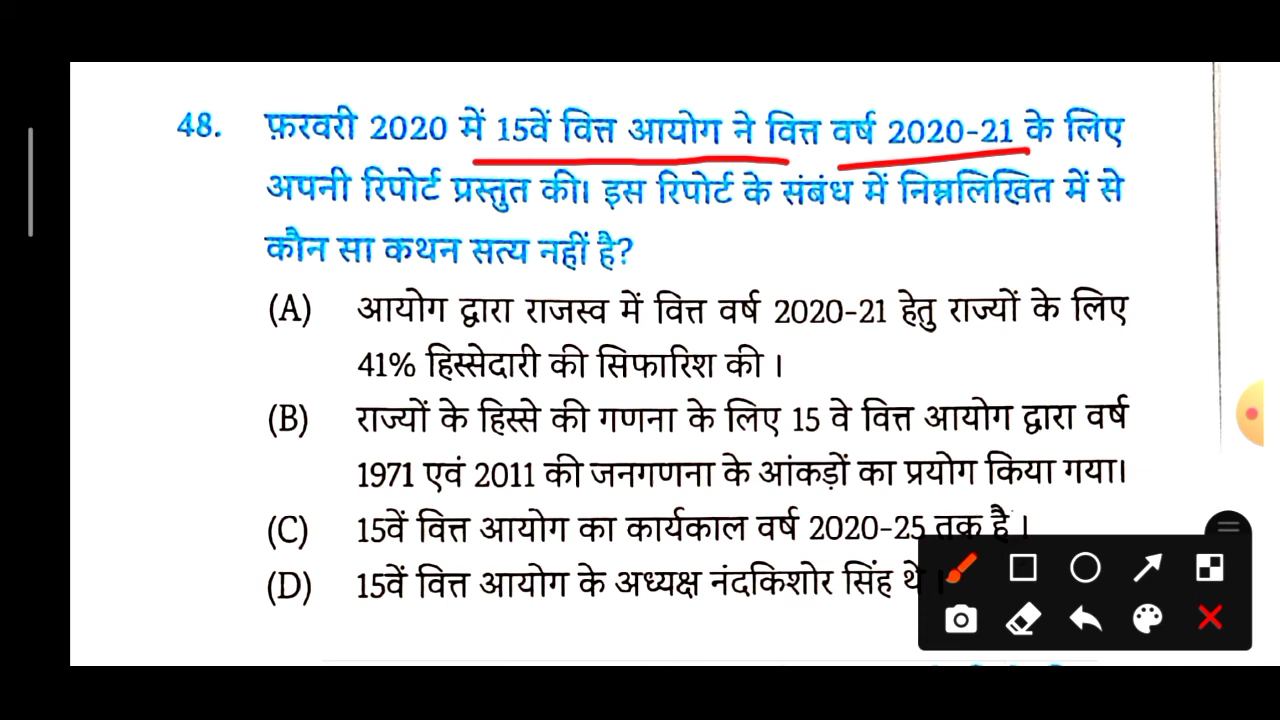 48. फ़रवरी 2020 में 15वें वित्त आयोग ने वित्त वर्ष 2020-21 के लिए
अपनी रिपोर्ट प्रस्तुत की। इस रिपोर्ट के संबंध में निम्नलिखित में से
कौन सा कथन सत्य नहीं है?
(A) आयोग द्वारा राजस्व में वित्त वर्ष 2020-21 हेतु राज्यों के लिए
41% हिस्सेदारी की सिफारिश की ।
(B) राज्यों के हिस्से की गणना के लिए 15 वे वित्त आयोग द्वारा वर्ष
1971 एवं 2011 की जनगणना के आंकड़ों का प्रयोग किया गया।
(C) 15वें वित्त आयोग का कार्यकाल वर्ष 2020-25 तक है ।
(D) 15वें वित्त आयोग के अध्यक्ष नंदकिशोर सिंह थे ।